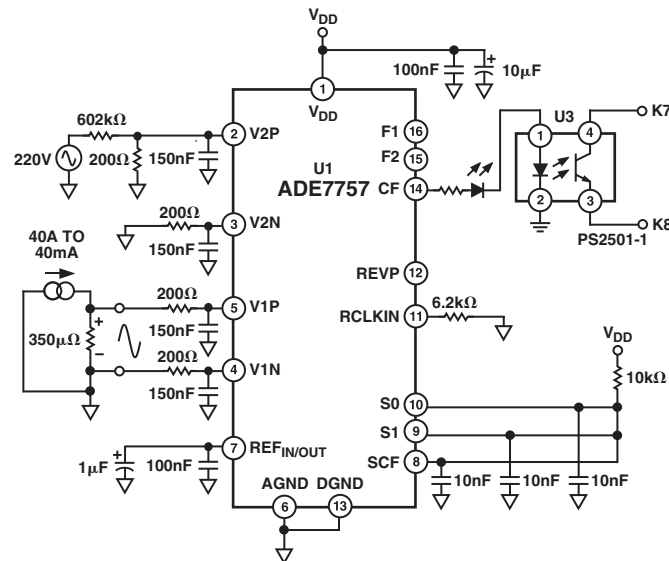 V_DD
100nF
10μF
1
V_DD
602kΩ
220V
200Ω
150nF
2 V2P
U1
ADE7757
F1 16
F2 15
CF 14
U3
1
4
2
3
K7
K8
PS2501-1
200Ω
150nF
3 V2N
40A TO
40mA
350μΩ
+
–
200Ω
150nF
5 V1P
200Ω
150nF
4 V1N
REVP 12
RCLKIN 11
6.2kΩ
V_DD
10kΩ
S0 10
S1 9
SCF 8
10nF
10nF
10nF
+
1μF
100nF
7 REF_IN/OUT
AGND
DGND
6
13